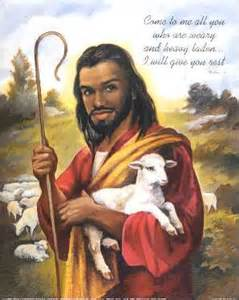 Come to me all you
who are weary
and heavy laden...
I will give you rest